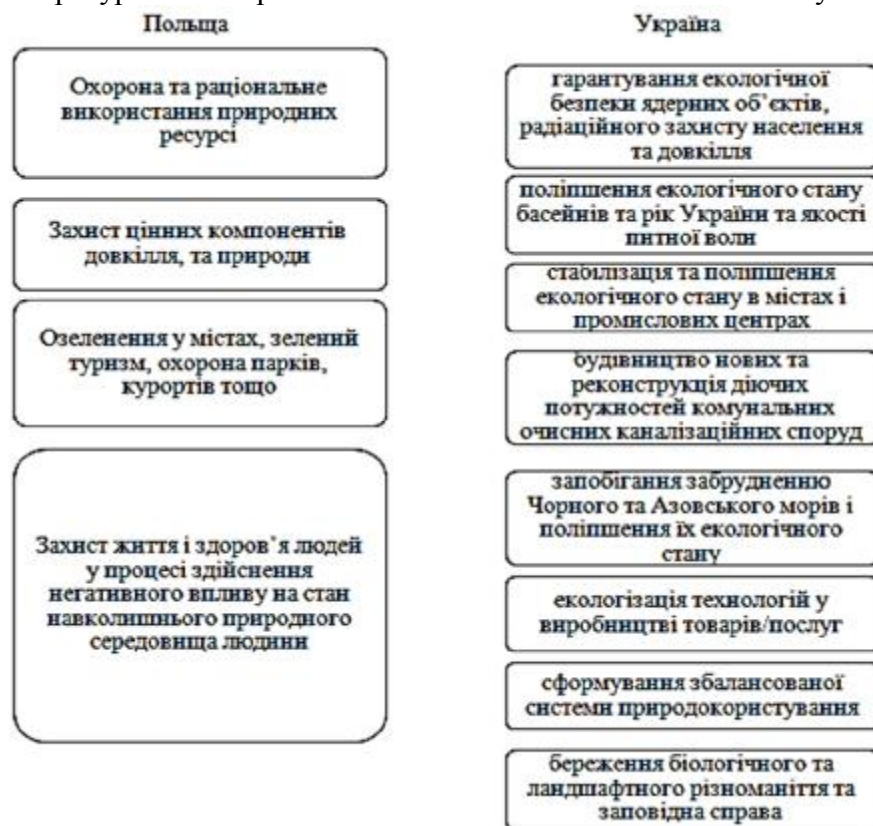 Польща
Охорона та раціональне
використання природних
ресурсі
Захист цінних компонентів
довкілля, та природи
Озеленення у містах, зелений
туризм, охорона парків,
курортів тощо
Захист життя і здоров’я людей
у процесі здійснення
негативного впливу на стан
навколишнього природного
середовища людини
Україна
гарантування екологічної
безпеки ядерних об’єктів,
радіаційного захисту населення
та довкілля
поліпшення екологічного стану
басейнів та рік України та якості
питної води
стабілізація та поліпшення
екологічного стану в містах і
промислових центрах
будівництво нових та
реконструкція діючих
потужностей комунальних
очисних каналізаційних споруд
запобігання забрудненню
Чорного та Азовського морів і
поліпшення їх екологічного
стану
екологізація технологій у
виробництві товарів/послуг
сформування збалансованої
системи природокористування
береження біологічного та
ландшафтного різноманіття та
заповідна справа